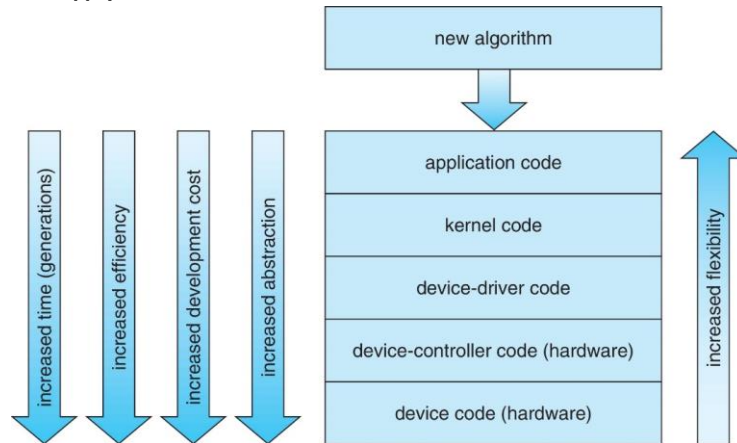 new algorithm
application code
kernel code
device-driver code
device-controller code (hardware)
device code (hardware)
increased time (generations)
increased efficiency
increased development cost
increased abstraction
increased flexibility